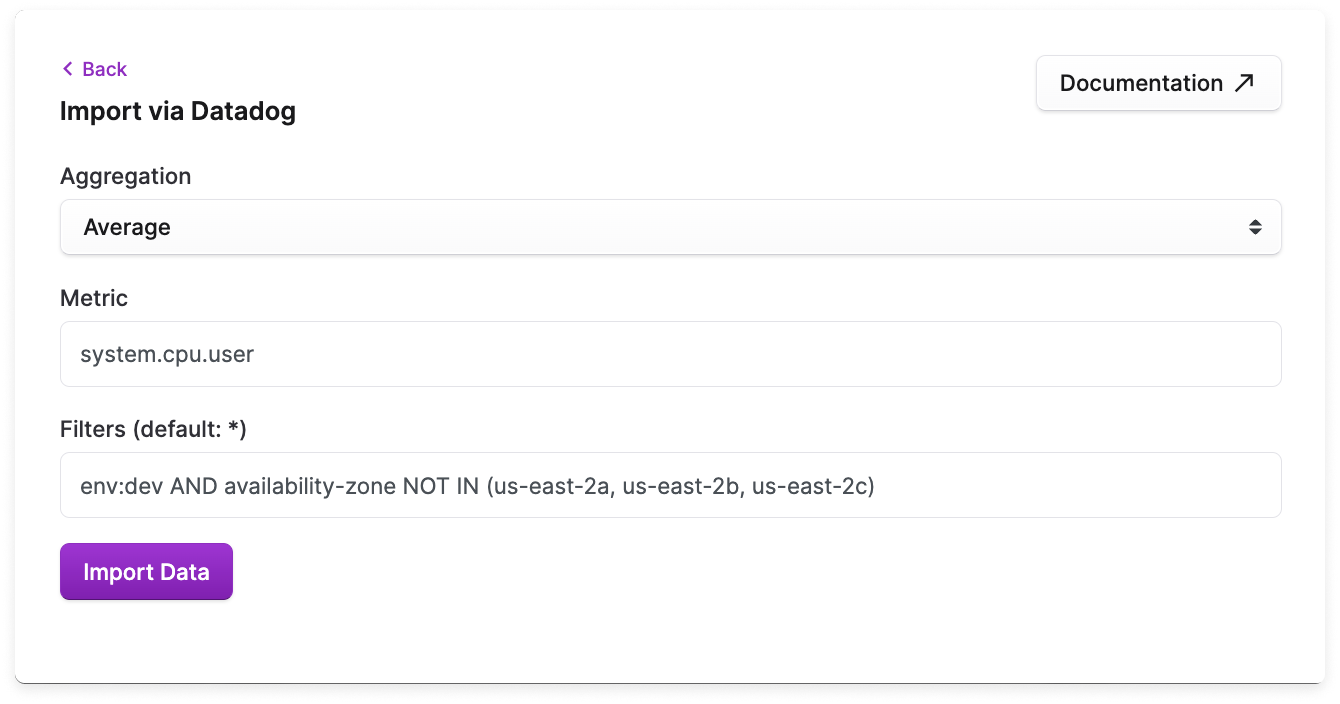 Back
Documentation
Import via Datadog
Aggregation
Average
Metric
system.cpu.user
Filters (default: *)
env:dev AND availability-zone NOT IN (us-east-2a, us-east-2b, us-east-2c)
Import Data